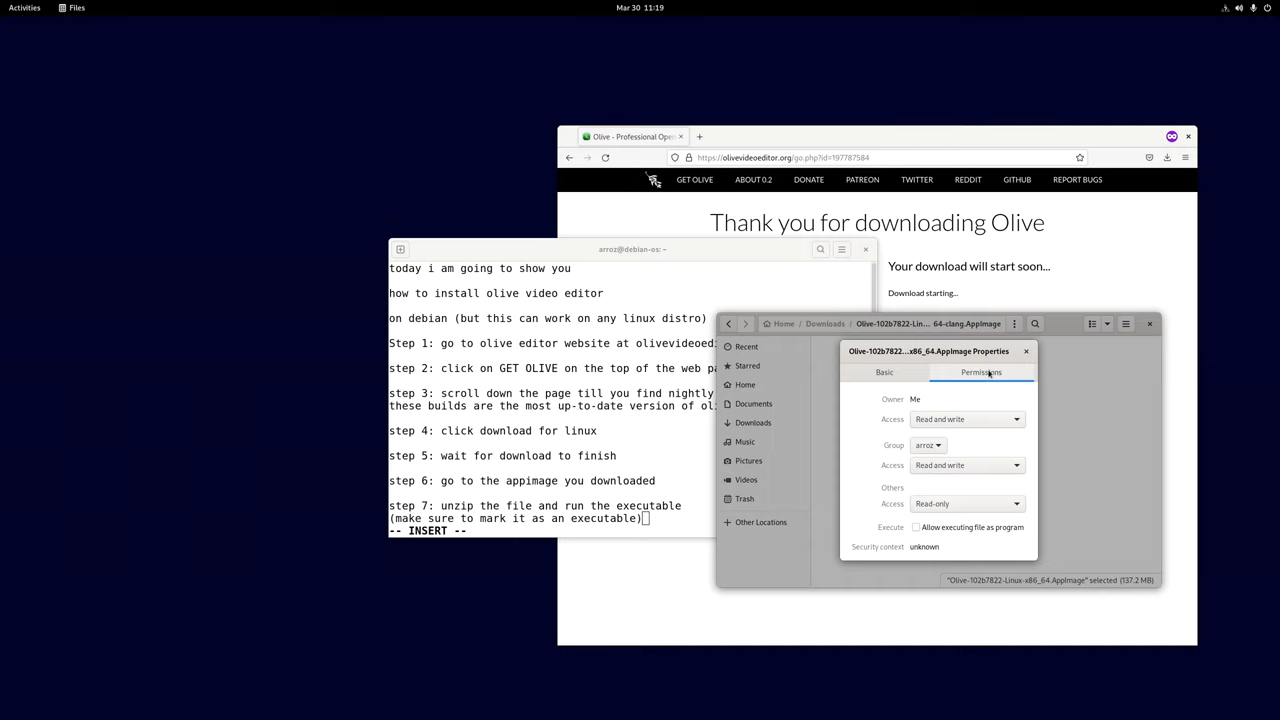 Activities
Files
Mar 30 11:19
Olive - Professional Open
https://olivevideoeditor.org/go.php?id=197787584
GET OLIVE
ABOUT 0.2
DONATE
PATREON
TWITTER
REDDIT
GITHUB
REPORT BUGS
Thank you for downloading Olive
Your download will start soon...
Download starting...
arroz@debian-os: ~
today i am going to show you
how to install olive video editor
on debian (but this can work on any linux distro)
Step 1: go to olive editor website at olivevideoedi
step 2: click on GET OLIVE on the top of the web pa
step 3: scroll down the page till you find nightly
these builds are the most up-to-date version of oli
step 4: click download for linux
step 5: wait for download to finish
step 6: go to the appimage you downloaded
step 7: unzip the file and run the executable
(make sure to mark it as an executable)
-- INSERT --
Home
Downloads
Olive-102b7822-Lin... 64-clang.AppImage
Recent
Starred
Home
Documents
Downloads
Music
Pictures
Videos
Trash
Other Locations
Olive-102b7822...x86_64.AppImage Properties
Basic
Permissions
Owner Me
Access Read and write
Group arroz
Access Read and write
Others
Access Read-only
Execute Allow executing file as program
Security context unknown
"Olive-102b7822-Linux-x86_64.AppImage" selected (137.2 MB)